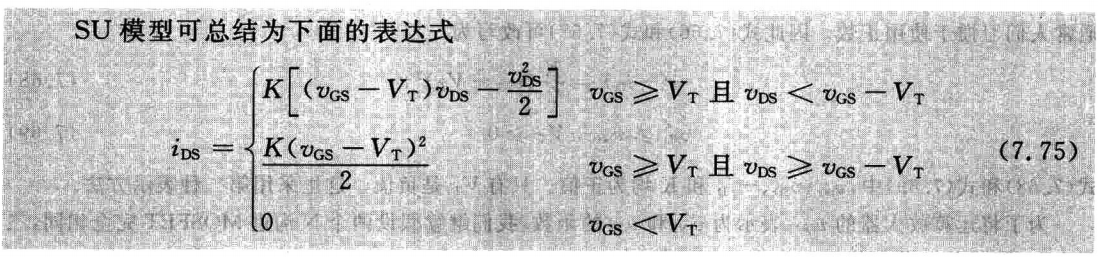 SU 模型可总结为下面的表达式
K[(v_GS − V_T)v_DS − v_DS²/2]  v_GS ⩾ V_T 且 v_DS < v_GS − V_T
i_DS = { K(v_GS − V_T)²/2  v_GS ⩾ V_T 且 v_DS ⩾ v_GS − V_T  (7.75)
0  v_GS < V_T